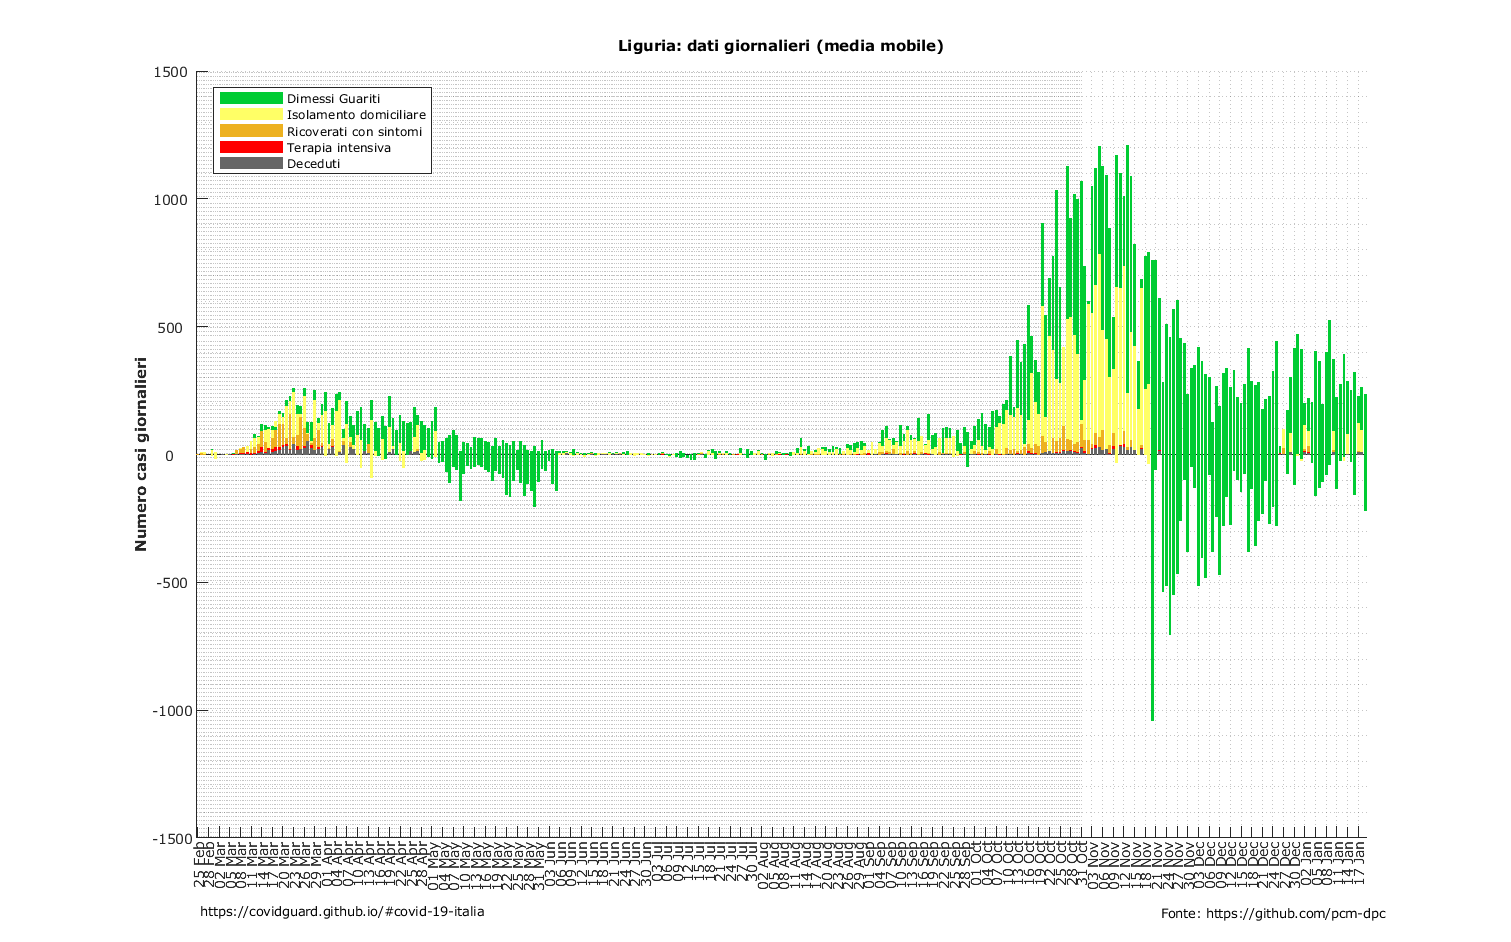 Liguria: dati giornalieri (media mobile)
1500
1000
500
0
-500
-1000
-1500
Numero casi giornalieri
Dimessi Guariti
Isolamento domiciliare
Ricoverati con sintomi
Terapia intensiva
Deceduti
25 Feb
28 Feb
02 Mar
05 Mar
08 Mar
11 Mar
14 Mar
17 Mar
20 Mar
23 Mar
26 Mar
29 Mar
01 Apr
04 Apr
07 Apr
10 Apr
13 Apr
16 Apr
19 Apr
22 Apr
25 Apr
28 Apr
01 May
04 May
07 May
10 May
13 May
16 May
19 May
22 May
25 May
28 May
31 May
03 Jun
06 Jun
09 Jun
12 Jun
15 Jun
18 Jun
21 Jun
24 Jun
27 Jun
30 Jun
03 Jul
06 Jul
09 Jul
12 Jul
15 Jul
18 Jul
21 Jul
24 Jul
27 Jul
30 Jul
02 Aug
05 Aug
08 Aug
11 Aug
14 Aug
17 Aug
20 Aug
23 Aug
26 Aug
29 Aug
01 Sep
04 Sep
07 Sep
10 Sep
13 Sep
16 Sep
19 Sep
22 Sep
25 Sep
28 Sep
01 Oct
04 Oct
07 Oct
10 Oct
13 Oct
16 Oct
19 Oct
22 Oct
25 Oct
28 Oct
31 Oct
03 Nov
06 Nov
09 Nov
12 Nov
15 Nov
18 Nov
21 Nov
24 Nov
27 Nov
30 Nov
03 Dec
06 Dec
09 Dec
12 Dec
15 Dec
18 Dec
21 Dec
24 Dec
27 Dec
30 Dec
02 Jan
05 Jan
08 Jan
11 Jan
14 Jan
17 Jan
https://covidguard.github.io/#covid-19-italia
Fonte: https://github.com/pcm-dpc